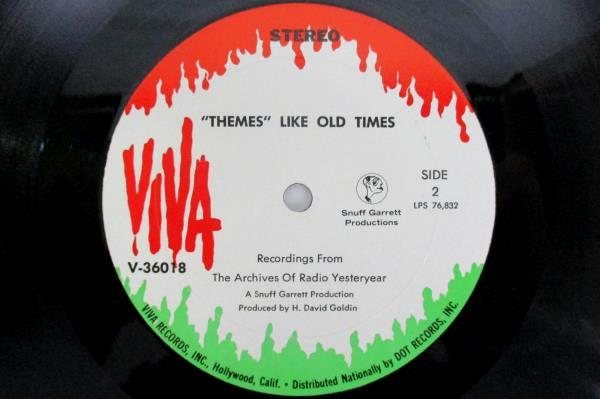 STEREO
"THEMES" LIKE OLD TIMES
VIVA
SIDE
2
LPS 76,832
Snuff Garrett
Productions
V-36018
Recordings From
The Archives Of Radio Yesteryear
A Snuff Garrett Production
Produced by H. David Goldin
VIVA RECORDS, INC., Hollywood, Calif. • Distributed Nationally by DOT RECORDS, INC.